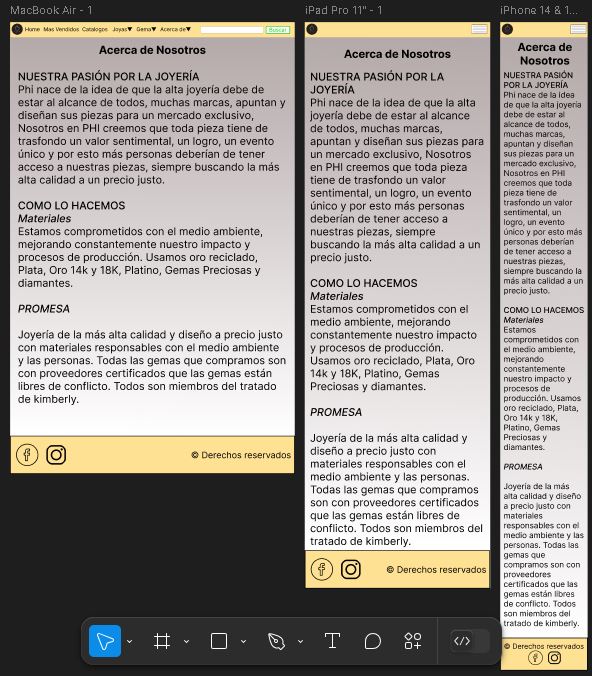 MacBook Air - 1
Home Mas Vendidos Catalogos Joyas▼ Gema▼ Acerca de▼ Buscar
Acerca de Nosotros
NUESTRA PASIÓN POR LA JOYERÍA
Phi nace de la idea de que la alta joyería debe de
estar al alcance de todos, muchas marcas, apuntan y
diseñan sus piezas para un mercado exclusivo,
Nosotros en PHI creemos que toda pieza tiene de
trasfondo un valor sentimental, un logro, un evento
único y por esto más personas deberían de tener
acceso a nuestras piezas, siempre buscando la más
alta calidad a un precio justo.
COMO LO HACEMOS
Materiales
Estamos comprometidos con el medio ambiente,
mejorando constantemente nuestro impacto y
procesos de producción. Usamos oro reciclado,
Plata, Oro 14k y 18K, Platino, Gemas Preciosas y
diamantes.
PROMESA
Joyería de la más alta calidad y diseño a precio justo
con materiales responsables con el medio ambiente
y las personas. Todas las gemas que compramos son
con proveedores certificados que las gemas están
libres de conflicto. Todos son miembros del tratado
de kimberly.
© Derechos reservados
iPad Pro 11" - 1
Acerca de Nosotros
NUESTRA PASIÓN POR LA
JOYERÍA
Phi nace de la idea de que la alta
joyería debe de estar al alcance
de todos, muchas marcas,
apuntan y diseñan sus piezas para
un mercado exclusivo, Nosotros
en PHI creemos que toda pieza
tiene de trasfondo un valor
sentimental, un logro, un evento
único y por esto más personas
deberían de tener acceso a
nuestras piezas, siempre
buscando la más alta calidad a un
precio justo.
COMO LO HACEMOS
Materiales
Estamos comprometidos con el
medio ambiente, mejorando
constantemente nuestro impacto
y procesos de producción.
Usamos oro reciclado, Plata, Oro
14k y 18K, Platino, Gemas
Preciosas y diamantes.
PROMESA
Joyería de la más alta calidad y
diseño a precio justo con
materiales responsables con el
medio ambiente y las personas.
Todas las gemas que compramos
son con proveedores certificados
que las gemas están libres de
conflicto. Todos son miembros del
tratado de kimberly.
© Derechos reservados
iPhone 14 & 1...
Acerca de
Nosotros
NUESTRA PASIÓN
POR LA JOYERÍA
Phi nace de la idea
de que la alta joyería
debe de estar al
alcance de todos,
muchas marcas,
apuntan y diseñan
sus piezas para un
mercado exclusivo,
Nosotros en PHI
creemos que toda
pieza tiene de
trasfondo un valor
sentimental, un
logro, un evento
único y por esto más
personas deberían
de tener acceso a
nuestras piezas,
siempre buscando la
más alta calidad a un
precio justo.
COMO LO HACEMOS
Materiales
Estamos
comprometidos con
el medio ambiente,
mejorando
constantemente
nuestro impacto y
procesos de
producción. Usamos
oro reciclado, Plata,
Oro 14k y 18K,
Platino, Gemas
Preciosas y
diamantes.
PROMESA
Joyería de la más
alta calidad y diseño
a precio justo con
materiales
responsables con el
medio ambiente y las
personas. Todas las
gemas que
compramos son con
proveedores
certificados que las
gemas están libres
de conflicto. Todos
son miembros del
tratado de kimberly.
© Derechos reservados